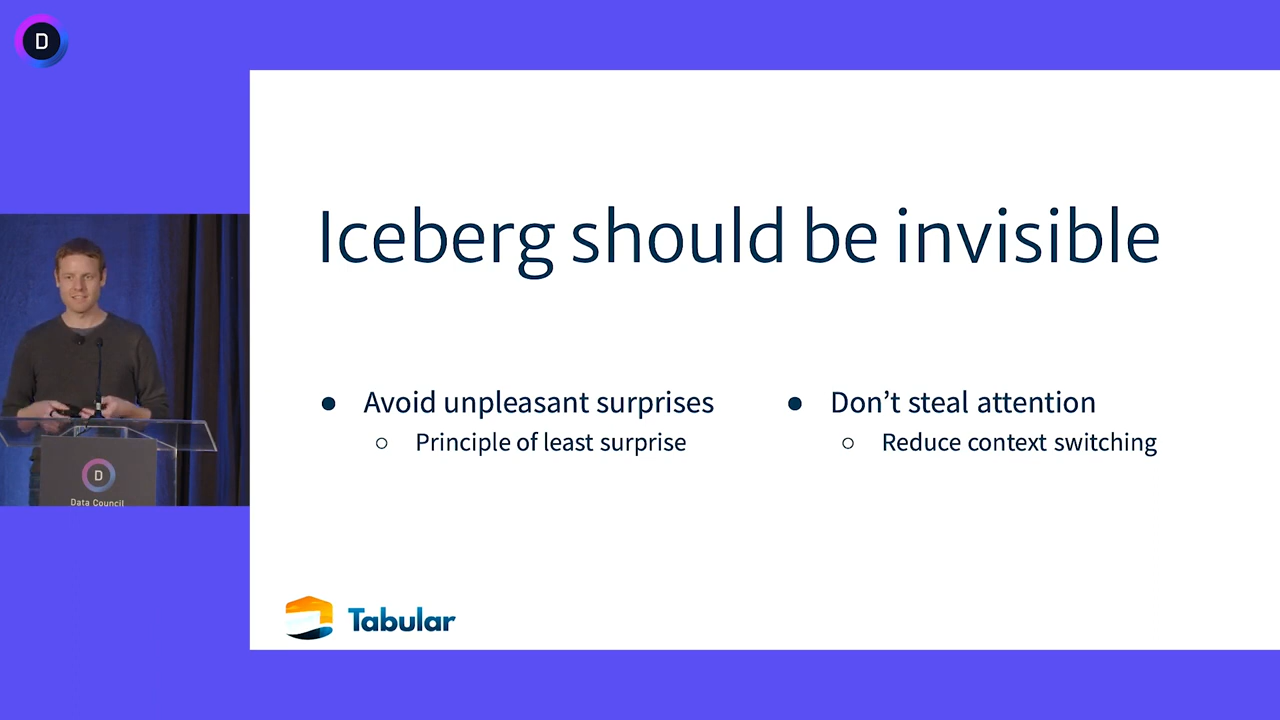 D
Iceberg should be invisible
● Avoid unpleasant surprises
○ Principle of least surprise
● Don’t steal attention
○ Reduce context switching
D
Data Council
Tabular